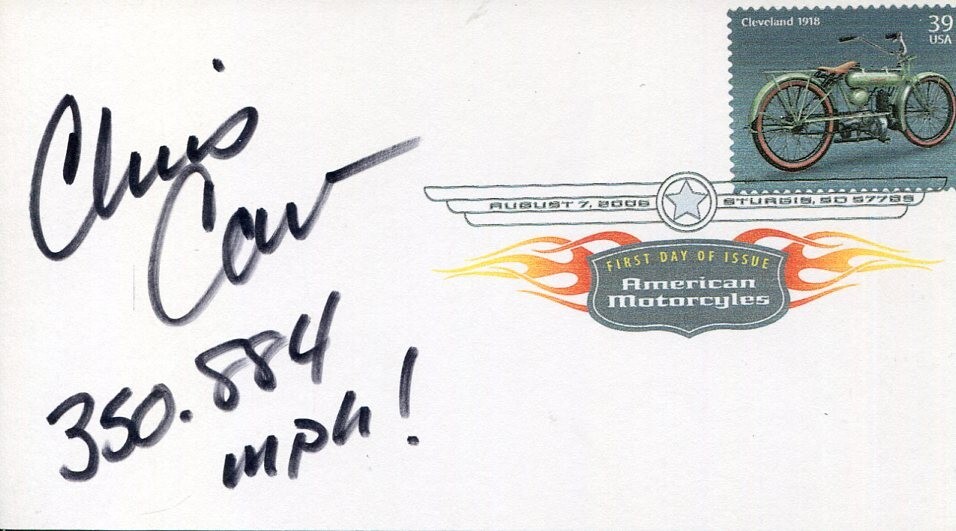 Chris
Carr
350.884
mph!
Cleveland 1918
39
USA
AUGUST 7, 2006
STURGIS, SD 57785
FIRST DAY OF ISSUE
American
Motorcyles